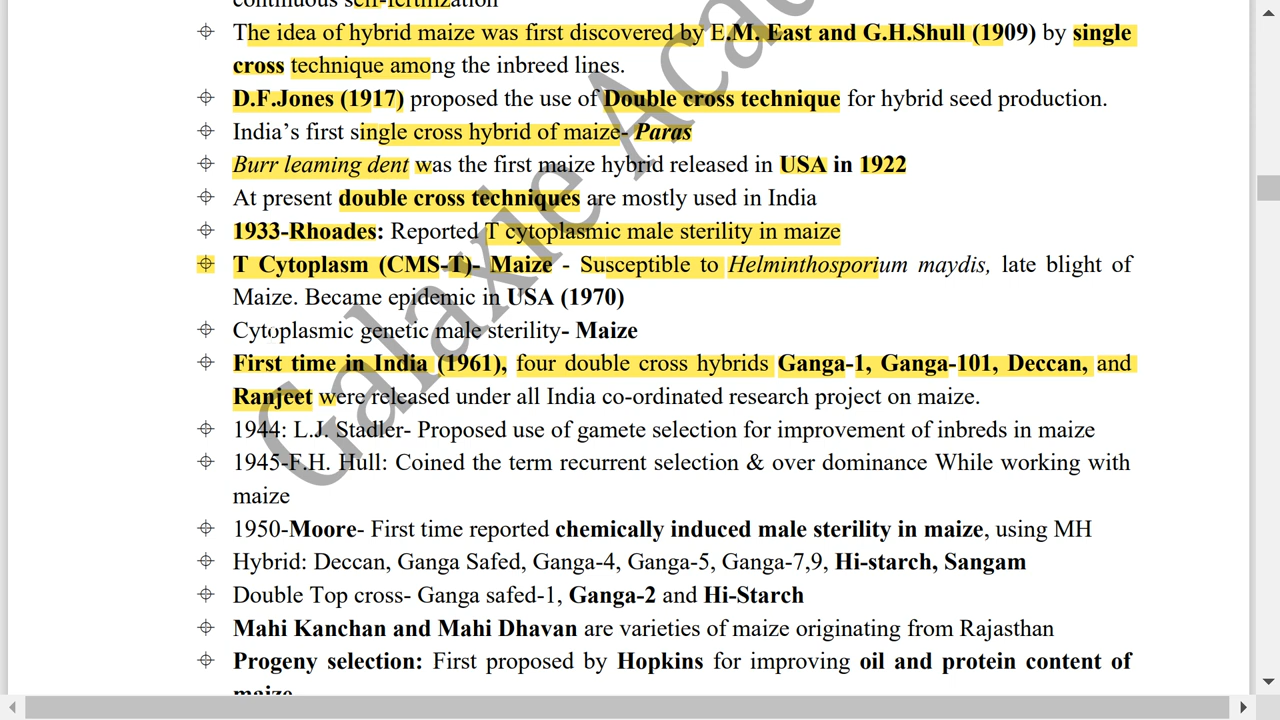 continuous self-fertilization
The idea of hybrid maize was first discovered by E.M. East and G.H.Shull (1909) by single
cross technique among the inbreed lines.
D.F.Jones (1917) proposed the use of Double cross technique for hybrid seed production.
India's first single cross hybrid of maize- Paras
Burr leaming dent was the first maize hybrid released in USA in 1922
At present double cross techniques are mostly used in India
1933-Rhoades: Reported T cytoplasmic male sterility in maize
T Cytoplasm (CMS-T)- Maize - Susceptible to Helminthosporium maydis, late blight of
Maize. Became epidemic in USA (1970)
Cytoplasmic genetic male sterility- Maize
First time in India (1961), four double cross hybrids Ganga-1, Ganga-101, Deccan, and
Ranjeet were released under all India co-ordinated research project on maize.
1944: L.J. Stadler- Proposed use of gamete selection for improvement of inbreds in maize
1945-F.H. Hull: Coined the term recurrent selection & over dominance While working with
maize
1950-Moore- First time reported chemically induced male sterility in maize, using MH
Hybrid: Deccan, Ganga Safed, Ganga-4, Ganga-5, Ganga-7,9, Hi-starch, Sangam
Double Top cross- Ganga safed-1, Ganga-2 and Hi-Starch
Mahi Kanchan and Mahi Dhavan are varieties of maize originating from Rajasthan
Progeny selection: First proposed by Hopkins for improving oil and protein content of
maize
Galaxie Aca